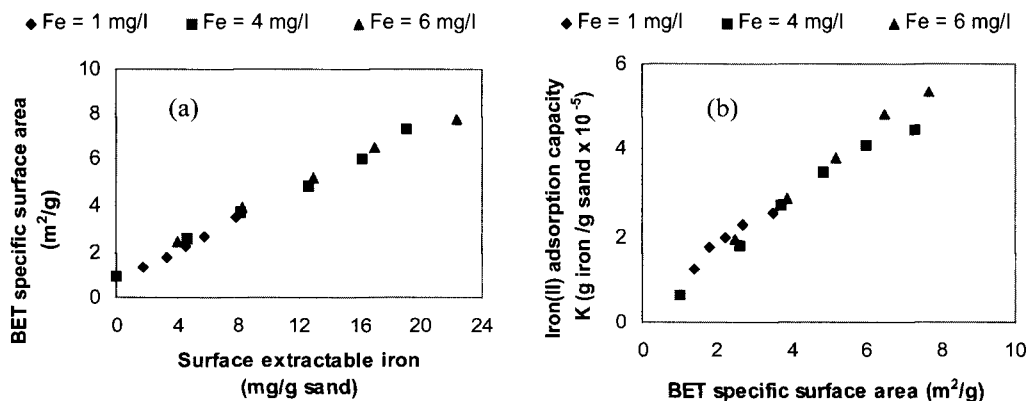 ◆ Fe = 1 mg/l ■ Fe = 4 mg/l ▲ Fe = 6 mg/l
10
8
6
4
2
0
(a)
BET specific surface area
(m²/g)
0 4 8 12 16 20 24
Surface extractable iron
(mg/g sand)
◆ Fe = 1 mg/l ■ Fe = 4 mg/l ▲ Fe = 6 mg/l
6
4
2
0
(b)
Iron(II) adsorption capacity
K (g iron /g sand x 10⁻⁵)
0 2 4 6 8 10
BET specific surface area (m²/g)